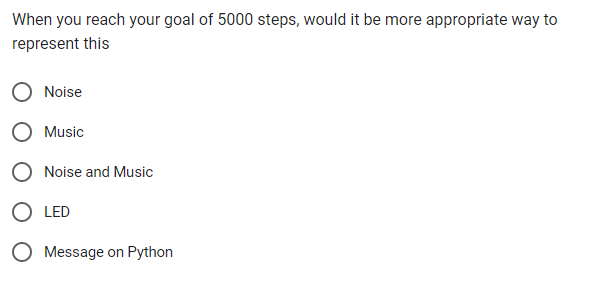 When you reach your goal of 5000 steps, would it be more appropriate way to
represent this
Noise
Music
Noise and Music
LED
Message on Python